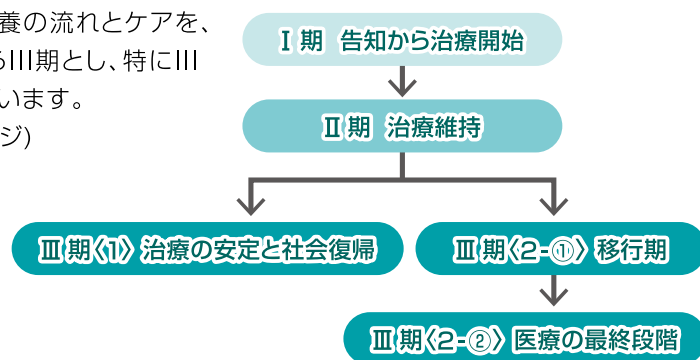 養の流れとケアを、
らIII期とし、特にIII
います。
ジ)
Ⅰ期 告知から治療開始
Ⅱ期 治療維持
Ⅲ期〈1〉治療の安定と社会復帰
Ⅲ期〈2-①〉移行期
Ⅲ期〈2-②〉医療の最終段階